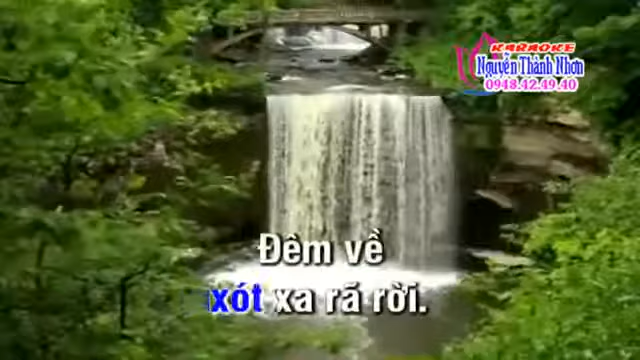 KARAOKE
Nguyễn Thành Nhơn
0948.42.49.40
Đêm về
xót xa rã rời.